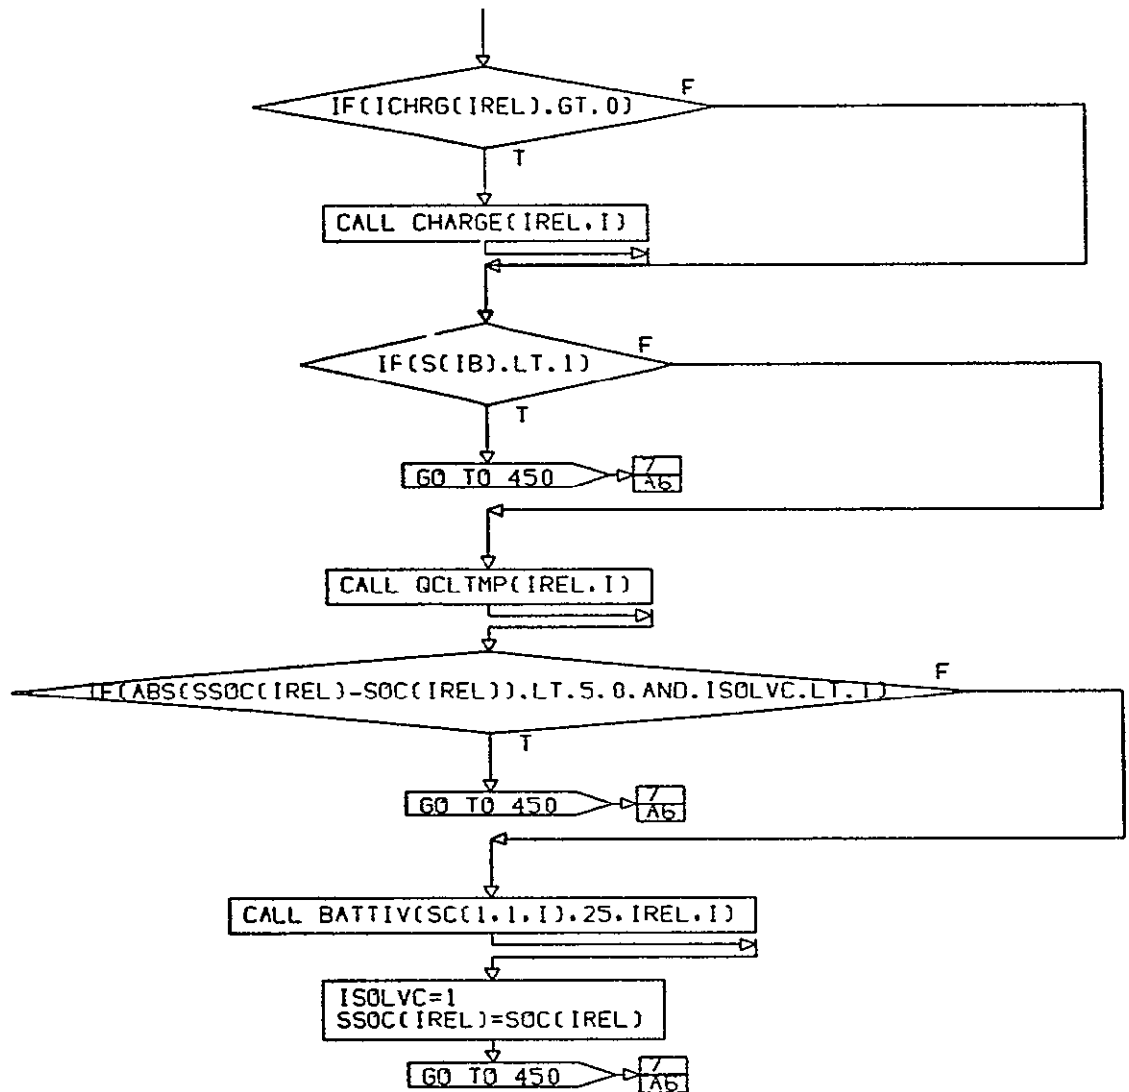 F
IF(ICHRG(IREL).GT.0)
T
CALL CHARGE(IREL.I)
F
IF(S(IB).LT.1)
T
GO TO 450
7
A6
CALL QCLTMP(IREL.I)
F
IF(ABS(SSOC(IREL)-SOC(IREL)).LT.5.0.AND.ISOLVC.LT.1)
T
GO TO 450
7
A6
CALL BATTIV(SC(1.1.I).25.IREL.I)
ISOLVC=1
SSOC(IREL)=SOC(IREL)
GO TO 450
7
A6